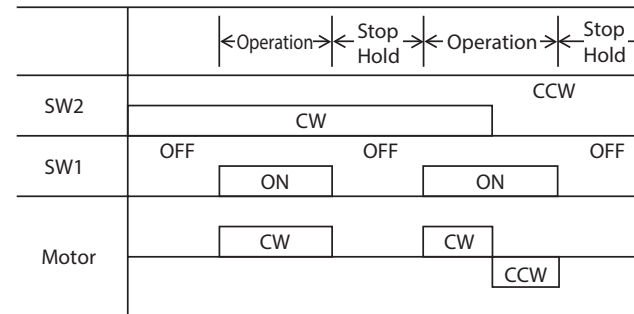 Operation Stop Hold Operation Stop Hold
SW2 CW CCW
SW1 OFF ON OFF ON OFF
Motor CW CW CCW